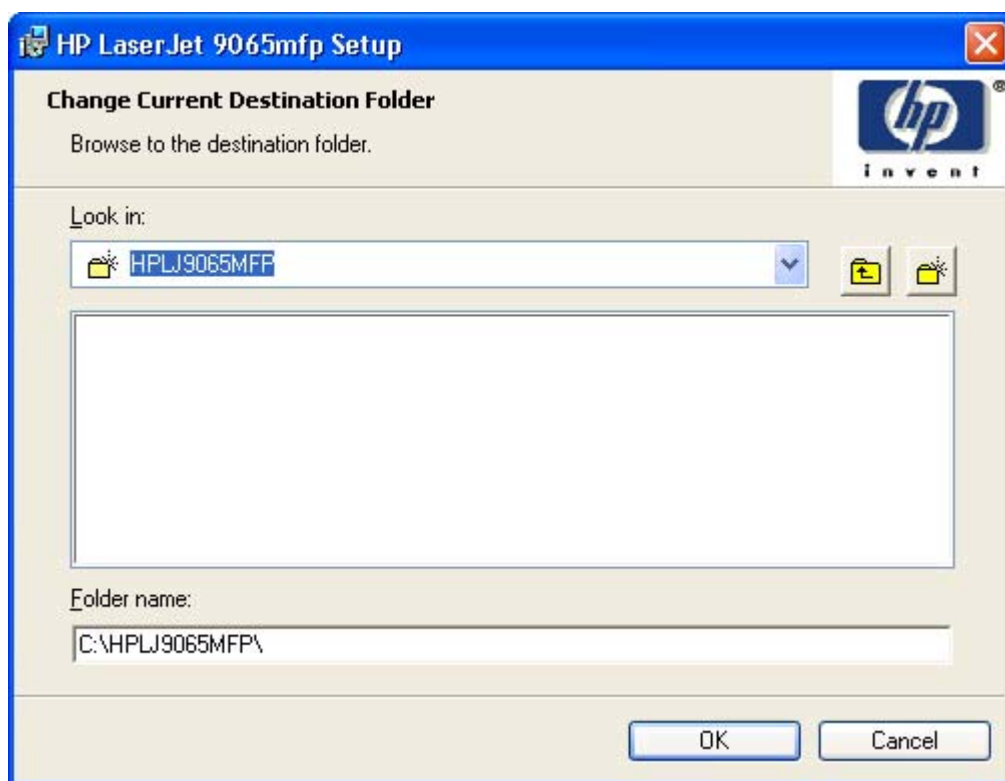 HP LaserJet 9065mfp Setup
Change Current Destination Folder
Browse to the destination folder.
hp
®
invent
Look in:
HPLJ9065MFP
Folder name:
C:\HPLJ9065MFP\
OK
Cancel